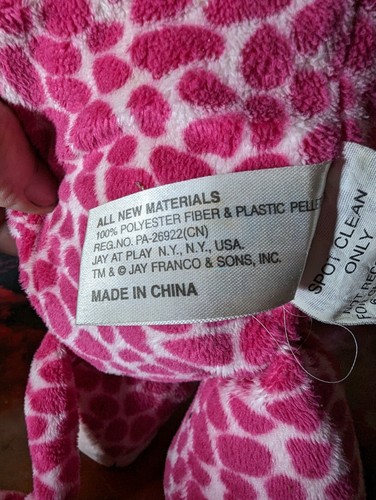 ALL NEW MATERIALS
100% POLYESTER FIBER & PLASTIC PELLE
REG.NO. PA-26922(CN)
JAY AT PLAY N.Y., N.Y., USA.
TM & © JAY FRANCO & SONS, INC.
MADE IN CHINA
SPOT CLEAN
ONLY